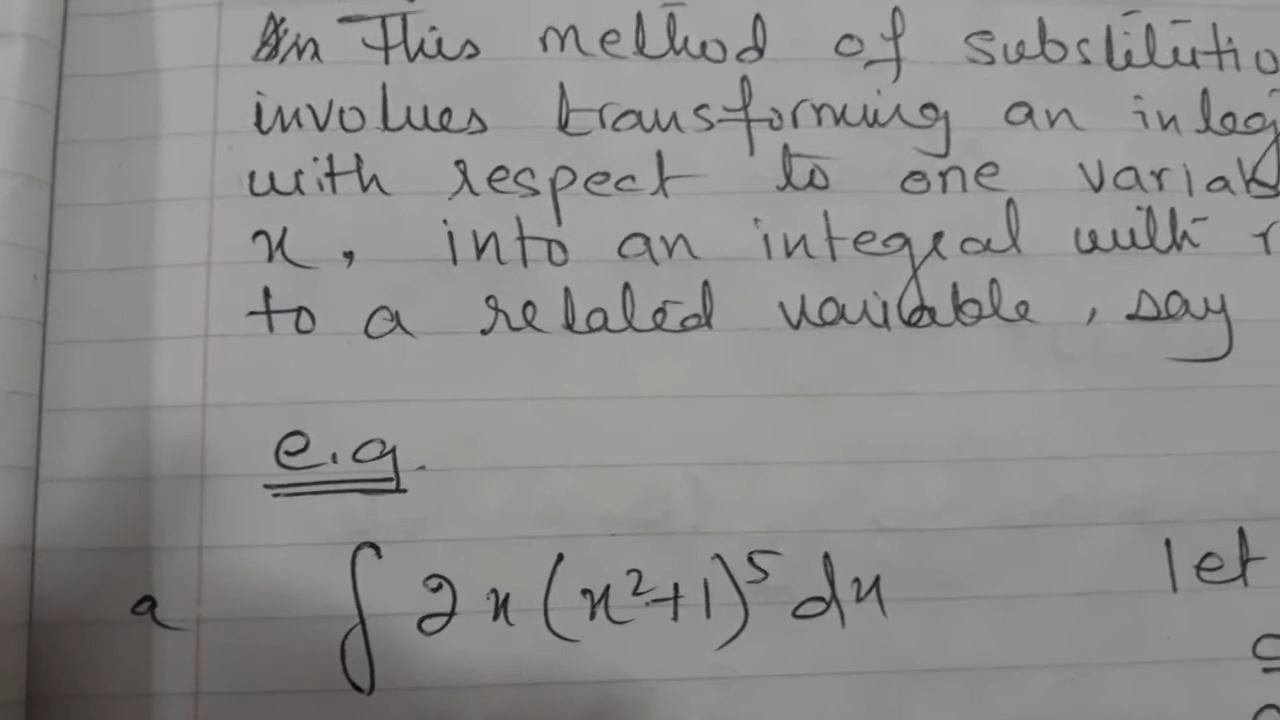 In This method of substitutio
involves transforming an integ
with respect to one variab
x, into an integral with r
to a related variable, say
e.g.
a ∫ 2x(x²+1)⁵ dx let